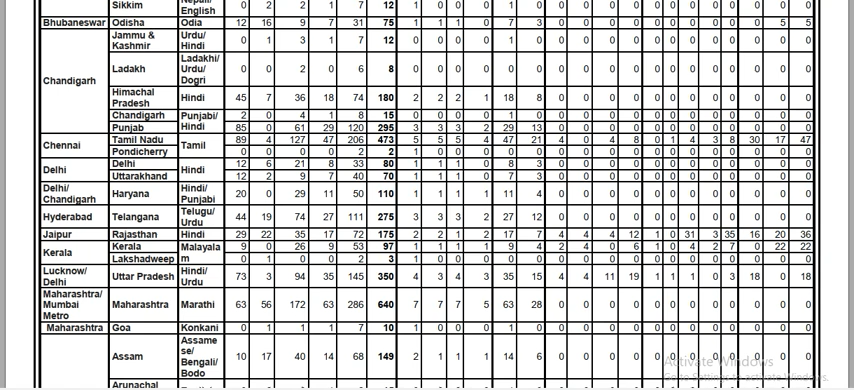 Sikkim Nepali/ English 0 2 2 1 7 12 1 0 0 0 1 0 0 0 0 0 0 0 0 0 0 0 0
Bhubaneswar Odisha Odia 12 16 9 7 31 75 1 1 1 0 7 3 0 0 0 0 0 0 0 0 0 5 5
Chandigarh
Jammu & Kashmir Urdu/ Hindi 0 1 3 1 7 12 0 0 0 0 1 0 0 0 0 0 0 0 0 0 0 0 0
Ladakh Ladakhi/ Urdu/ Dogri 0 0 2 0 6 8 0 0 0 0 0 0 0 0 0 0 0 0 0 0 0 0 0
Himachal Pradesh Hindi 45 7 36 18 74 180 2 2 2 1 18 8 0 0 0 0 0 0 0 0 0 0 0
Chandigarh Punjabi/ Hindi 2 0 4 1 8 15 0 0 0 0 1 0 0 0 0 0 0 0 0 0 0 0 0
Punjab 85 0 61 29 120 295 3 3 3 2 29 13 0 0 0 0 0 0 0 0 0 0 0
Chennai Tamil Nadu Tamil 89 4 127 47 206 473 5 5 5 4 47 21 4 0 4 8 0 1 4 3 8 30 17 47
Pondicherry 0 0 0 0 2 2 1 0 0 0 0 0 0 0 0 0 0 0 0 0 0 0 0
Delhi Delhi Hindi 12 6 21 8 33 80 1 1 1 0 8 3 0 0 0 0 0 0 0 0 0 0 0
Uttarakhand 12 2 9 7 40 70 1 1 1 0 7 3 0 0 0 0 0 0 0 0 0 0 0
Delhi/ Chandigarh Haryana Hindi/ Punjabi 20 0 29 11 50 110 1 1 1 1 11 4 0 0 0 0 0 0 0 0 0 0 0
Hyderabad Telangana Telugu/ Urdu 44 19 74 27 111 275 3 3 3 2 27 12 0 0 0 0 0 0 0 0 0 0 0
Jaipur Rajasthan Hindi 29 22 35 17 72 175 2 2 1 2 17 7 4 4 4 12 1 0 31 3 35 16 20 36
Kerala Kerala Malayala m 9 0 26 9 53 97 1 1 1 1 9 4 2 4 0 6 1 0 4 2 7 0 22 22
Lakshadweep 0 1 0 0 2 3 1 0 0 0 0 0 0 0 0 0 0 0 0 0 0 0 0
Lucknow/ Delhi Uttar Pradesh Hindi/ Urdu 73 3 94 35 145 350 4 3 4 3 35 15 4 4 11 19 1 1 1 0 3 18 0 18
Maharashtra/ Mumbai Metro Maharashtra Marathi 63 56 172 63 286 640 7 7 7 5 63 28 0 0 0 0 0 0 0 0 0 0 0
Maharashtra Goa Konkani 0 1 1 1 7 10 1 0 0 0 1 0 0 0 0 0 0 0 0 0 0 0 0
Assam Assame se/ Bengali/ Bodo 10 17 40 14 68 149 2 1 1 1 14 6 0 0 0 0 0 0 0 0 0 0 0
Arunachal
Activate Windows
Go to Settings to activate Windows.